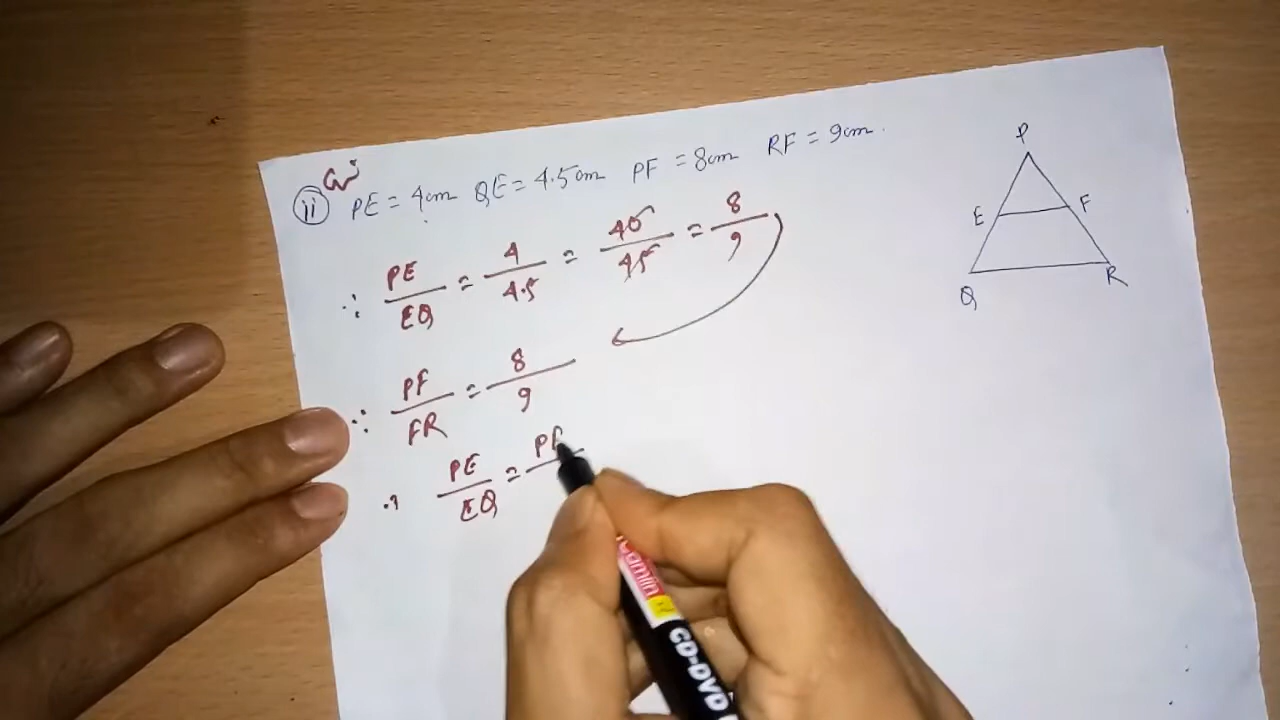 ii PE = 4cm QE = 4.5cm PF = 8cm RF = 9cm.
∵ PE/EQ = 4/4.5 = 40/45 = 8/9
∵ PF/FR = 8/9
∴ PE/EQ = PF
P
E F
Q R
camlin
CD-DVD